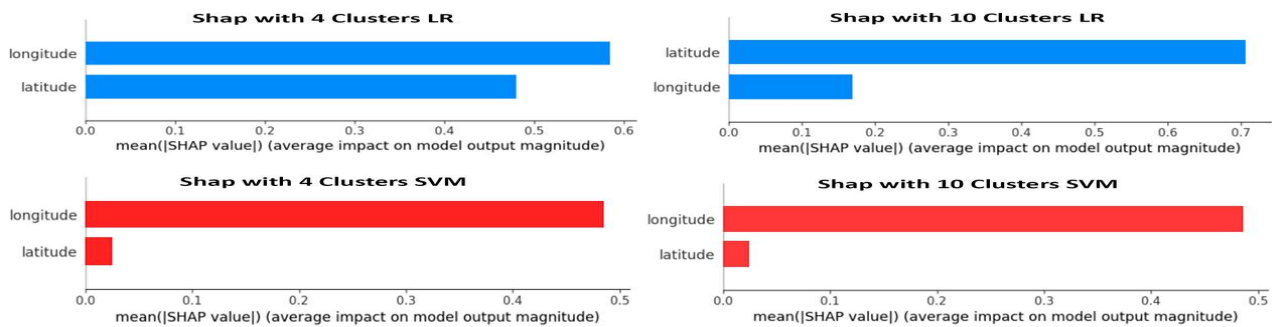 Shap with 4 Clusters LR
longitude
latitude
0.0 0.1 0.2 0.3 0.4 0.5 0.6
mean(|SHAP value|) (average impact on model output magnitude)
Shap with 10 Clusters LR
latitude
longitude
0.0 0.1 0.2 0.3 0.4 0.5 0.6 0.7
mean(|SHAP value|) (average impact on model output magnitude)
Shap with 4 Clusters SVM
longitude
latitude
0.0 0.1 0.2 0.3 0.4 0.5
mean(|SHAP value|) (average impact on model output magnitude)
Shap with 10 Clusters SVM
longitude
latitude
0.0 0.1 0.2 0.3 0.4 0.5
mean(|SHAP value|) (average impact on model output magnitude)